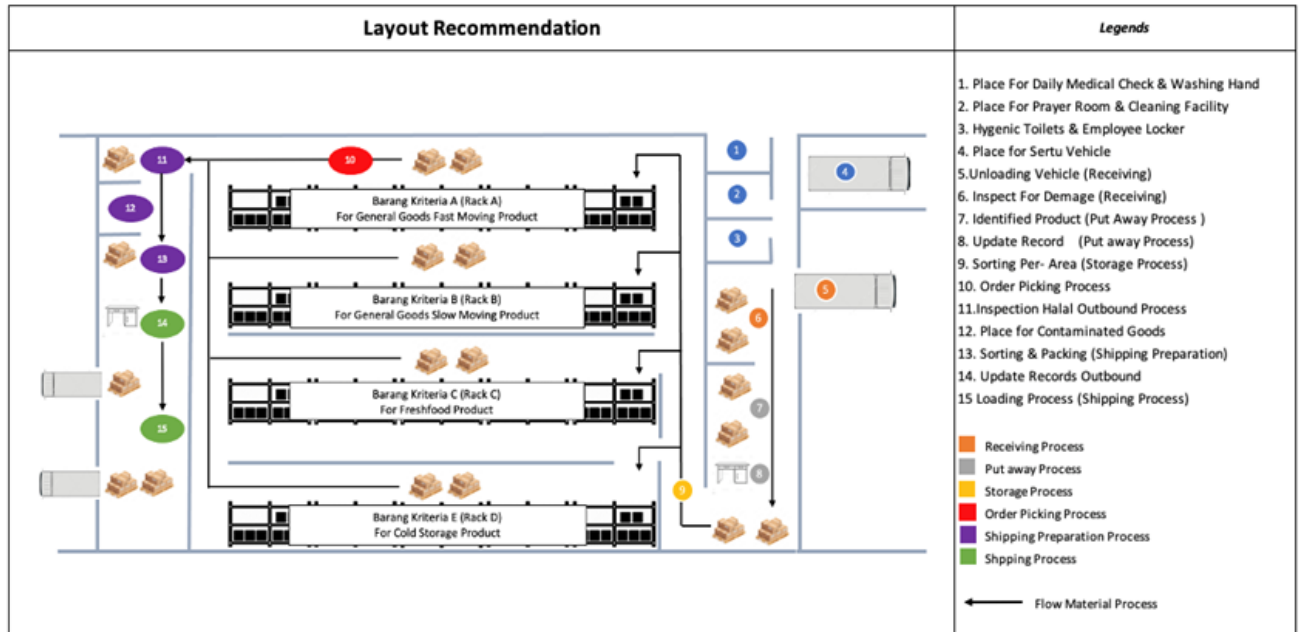 Layout Recommendation
Legends
1. Place For Daily Medical Check & Washing Hand
2. Place For Prayer Room & Cleaning Facility
3. Hygenic Toilets & Employee Locker
4. Place for Sertu Vehicle
5.Unloading Vehicle (Receiving)
6. Inspect For Demage (Receiving)
7. Identified Product (Put Away Process )
8. Update Record (Put away Process)
9. Sorting Per- Area (Storage Process)
10. Order Picking Process
11.Inspection Halal Outbound Process
12. Place for Contaminated Goods
13. Sorting & Packing (Shipping Preparation)
14. Update Records Outbound
15 Loading Process (Shipping Process)
Receiving Process
Put away Process
Storage Process
Order Picking Process
Shipping Preparation Process
Shpping Process
Flow Material Process
11
10
1
4
12
2
Barang Kriteria A (Rack A)
For General Goods Fast Moving Product
3
13
5
Barang Kriteria B (Rack B)
For General Goods Slow Moving Product
14
6
Barang Kriteria C (Rack C)
For Freshfood Product
7
15
8
9
Barang Kriteria E (Rack D)
For Cold Storage Product